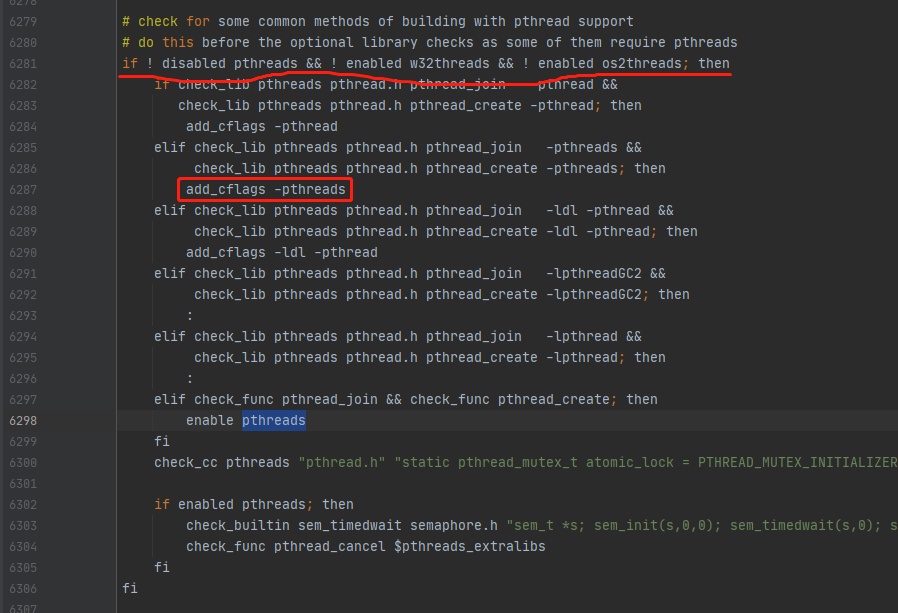 6278
6279 # check for some common methods of building with pthread support
6280 # do this before the optional library checks as some of them require pthreads
6281 if ! disabled pthreads && ! enabled w32threads && ! enabled os2threads; then
6282 if check_lib pthreads pthread.h pthread_join -pthread &&
6283 check_lib pthreads pthread.h pthread_create -pthread; then
6284 add_cflags -pthread
6285 elif check_lib pthreads pthread.h pthread_join -pthreads &&
6286 check_lib pthreads pthread.h pthread_create -pthreads; then
6287 add_cflags -pthreads
6288 elif check_lib pthreads pthread.h pthread_join -ldl -pthread &&
6289 check_lib pthreads pthread.h pthread_create -ldl -pthread; then
6290 add_cflags -ldl -pthread
6291 elif check_lib pthreads pthread.h pthread_join -lpthreadGC2 &&
6292 check_lib pthreads pthread.h pthread_create -lpthreadGC2; then
6293 :
6294 elif check_lib pthreads pthread.h pthread_join -lpthread &&
6295 check_lib pthreads pthread.h pthread_create -lpthread; then
6296 :
6297 elif check_func pthread_join && check_func pthread_create; then
6298 enable pthreads
6299 fi
6300 check_cc pthreads "pthread.h" "static pthread_mutex_t atomic_lock = PTHREAD_MUTEX_INITIALIZER
6301
6302 if enabled pthreads; then
6303 check_builtin sem_timedwait semaphore.h "sem_t *s; sem_init(s,0,0); sem_timedwait(s,0); s
6304 check_func pthread_cancel $pthreads_extralibs
6305 fi
6306 fi
6307